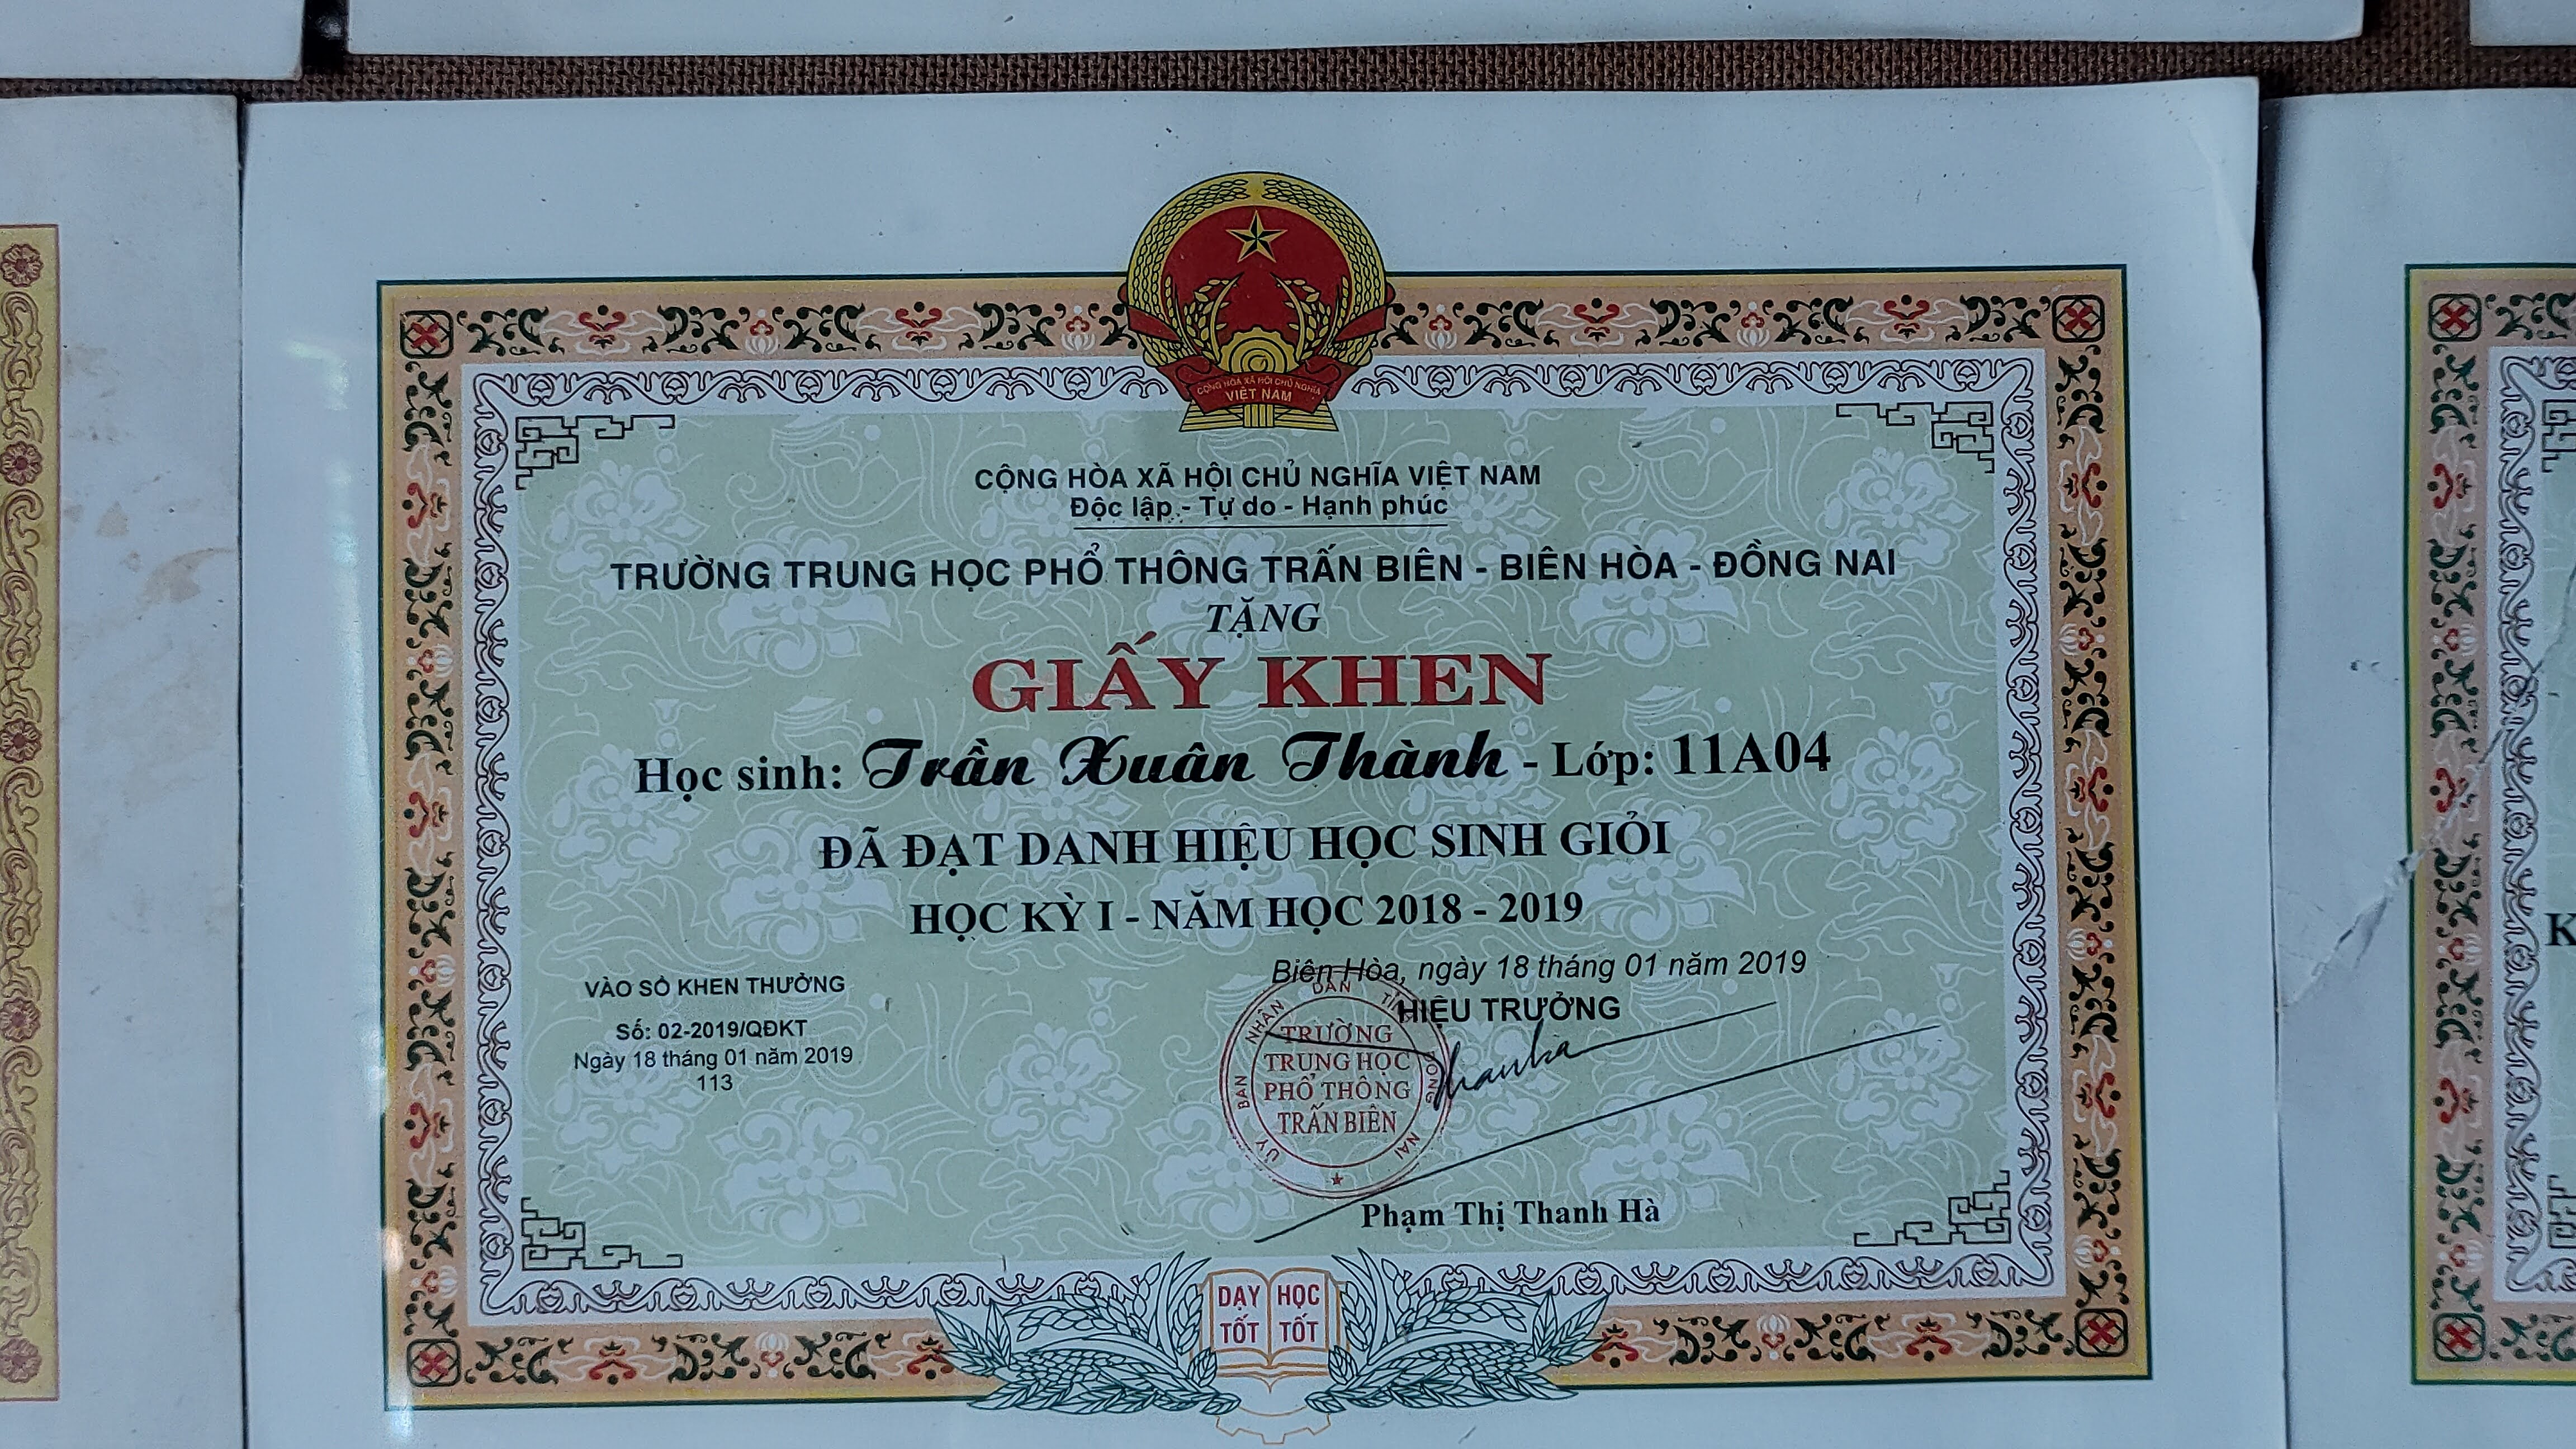 CỘNG HÒA XÃ HỘI CHỦ NGHĨA
VIỆT NAM
CỘNG HÒA XÃ HỘI CHỦ NGHĨA VIỆT NAM
Độc lập - Tự do - Hạnh phúc
TRƯỜNG TRUNG HỌC PHỔ THÔNG TRẤN BIÊN - BIÊN HÒA - ĐỒNG NAI
TẶNG
GIẤY KHEN
Học sinh: Trần Xuân Thành - Lớp: 11A04
ĐÃ ĐẠT DANH HIỆU HỌC SINH GIỎI
HỌC KỲ I - NĂM HỌC 2018 - 2019
VÀO SỔ KHEN THƯỞNG
Số: 02-2019/QĐKT
Ngày 18 tháng 01 năm 2019
113
Biên Hòa, ngày 18 tháng 01 năm 2019
HIỆU TRƯỞNG
ỦY BAN NHÂN DÂN TỈNH ĐỒNG NAI
TRƯỜNG
TRUNG HỌC
PHỔ THÔNG
TRẤN BIÊN
Phạm Thị Thanh Hà
DẠY TỐT
HỌC TỐT
K